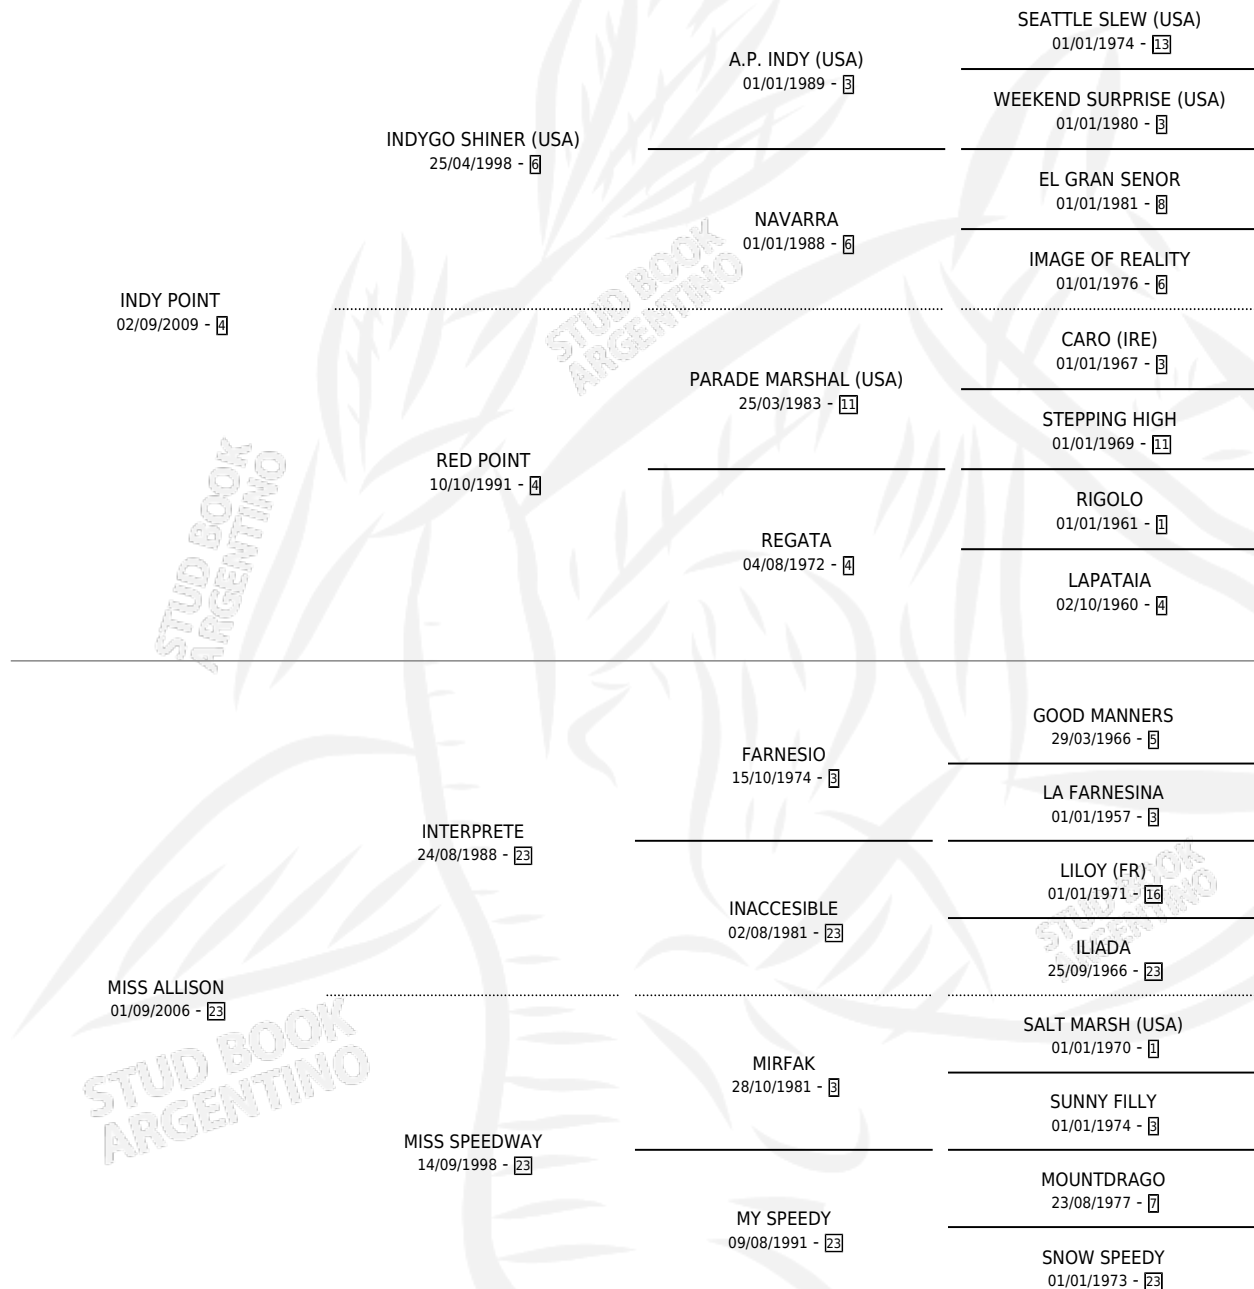 SEATTLE SLEW (USA)
01/01/1974 - 13
A.P. INDY (USA)
01/01/1989 - 3
WEEKEND SURPRISE (USA)
01/01/1980 - 3
INDYGO SHINER (USA)
25/04/1998 - 6
EL GRAN SENOR
01/01/1981 - 8
NAVARRA
01/01/1988 - 6
IMAGE OF REALITY
01/01/1976 - 6
INDY POINT
02/09/2009 - 4
CARO (IRE)
01/01/1967 - 3
PARADE MARSHAL (USA)
25/03/1983 - 11
STEPPING HIGH
01/01/1969 - 11
RED POINT
10/10/1991 - 4
RIGOLO
01/01/1961 - 1
REGATA
04/08/1972 - 4
LAPATAIA
02/10/1960 - 4
GOOD MANNERS
29/03/1966 - 5
FARNESIO
15/10/1974 - 3
LA FARNESINA
01/01/1957 - 3
INTERPRETE
24/08/1988 - 23
LILOY (FR)
01/01/1971 - 16
INACCESIBLE
02/08/1981 - 23
ILIADA
25/09/1966 - 23
MISS ALLISON
01/09/2006 - 23
SALT MARSH (USA)
01/01/1970 - 1
MIRFAK
28/10/1981 - 3
SUNNY FILLY
01/01/1974 - 3
MISS SPEEDWAY
14/09/1998 - 23
MOUNTDRAGO
23/08/1977 - 7
MY SPEEDY
09/08/1991 - 23
SNOW SPEEDY
01/01/1973 - 23
STUD BOOK
ARGENTINO
STUD BOOK
ARGENTINO
STUD BOOK
ARGENTINO
STUD BOOK
ARGENTINO